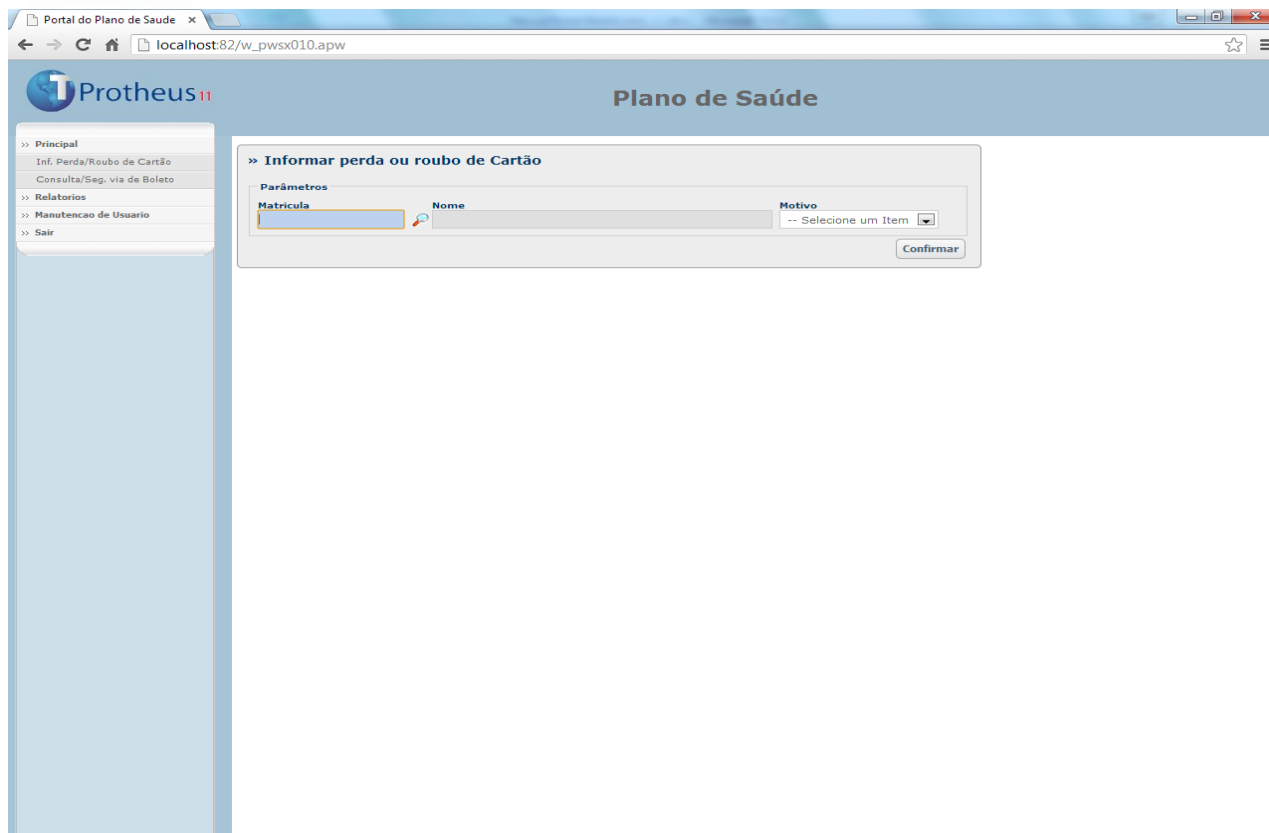 Portal do Plano de Saude ×
localhost:82/w_pwsx010.apw
Protheus 11
Plano de Saúde
>> Principal
Inf. Perda/Roubo de Cartão
Consulta/Seg. via de Boleto
>> Relatorios
>> Manutencao de Usuario
>> Sair
» Informar perda ou roubo de Cartão
Parâmetros
Matricula Nome Motivo
-- Selecione um Item
Confirmar